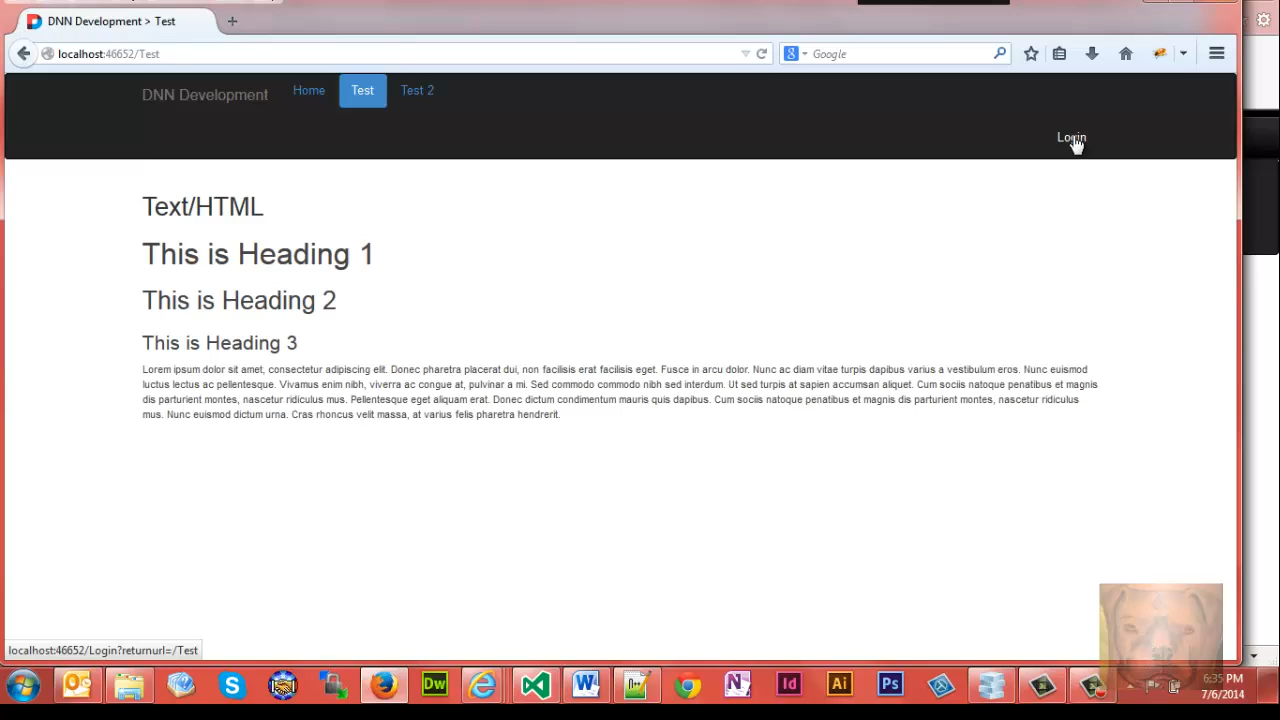 DNN Development > Test
localhost:46652/Test
Google
DNN Development
Home
Test
Test 2
Login
Text/HTML
This is Heading 1
This is Heading 2
This is Heading 3
Lorem ipsum dolor sit amet, consectetur adipiscing elit. Donec pharetra placerat dui, non facilisis erat facilisis eget. Fusce in arcu dolor. Nunc ac diam vitae turpis dapibus varius a vestibulum eros. Nunc euismod
luctus lectus ac pellentesque. Vivamus enim nibh, viverra ac congue at, pulvinar a mi. Sed commodo commodo nibh sed interdum. Ut sed turpis at sapien accumsan aliquet. Cum sociis natoque penatibus et magnis
dis parturient montes, nascetur ridiculus mus. Pellentesque eget aliquam erat. Donec dictum condimentum mauris quis dapibus. Cum sociis natoque penatibus et magnis dis parturient montes, nascetur ridiculus
mus. Nunc euismod dictum urna. Cras rhoncus velit massa, at varius felis pharetra hendrerit.
localhost:46652/Login?returnurl=/Test
6:35 PM
7/6/2014